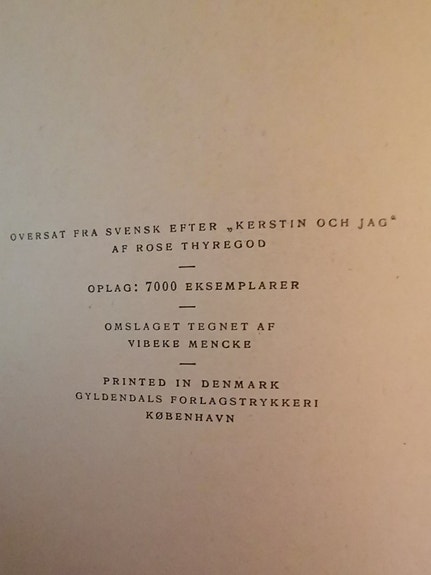 OVERSAT FRA SVENSK EFTER „KERSTIN OCH JAG“
AF ROSE THYREGOD
—
OPLAG: 7000 EKSEMPLARER
—
OMSLAGET TEGNET AF
VIBEKE MENCKE
—
PRINTED IN DENMARK
GYLDENDALS FORLAGSTRYKKERI
KØBENHAVN